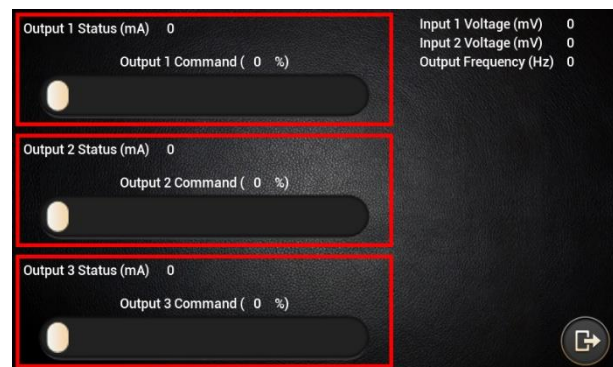 Output 1 Status (mA) 0
Output 1 Command ( 0 %)
Output 2 Status (mA) 0
Output 2 Command ( 0 %)
Output 3 Status (mA) 0
Output 3 Command ( 0 %)
Input 1 Voltage (mV) 0
Input 2 Voltage (mV) 0
Output Frequency (Hz) 0